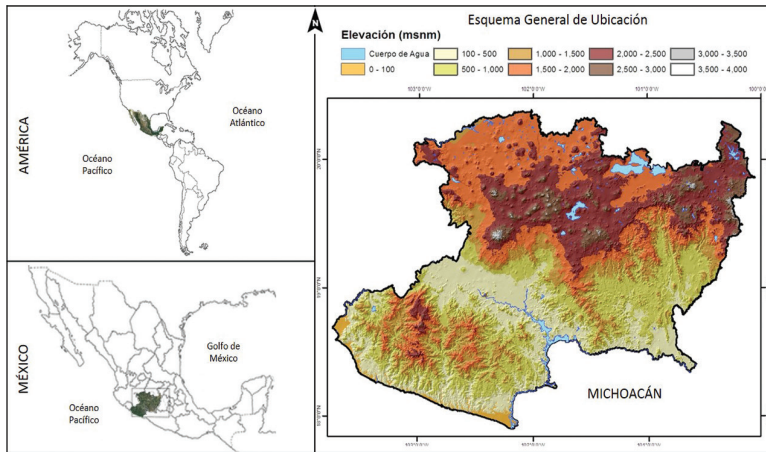 AMÉRICA
Océano
Atlántico
Océano
Pacífico
MÉXICO
Golfo de
México
Océano
Pacífico
N
Esquema General de Ubicación
Elevación (msnm)
Cuerpo de Agua
100 - 500
1,000 - 1,500
2,000 - 2,500
3,000 - 3,500
0 - 100
500 - 1,000
1,500 - 2,000
2,500 - 3,000
3,500 - 4,000
MICHOACÁN